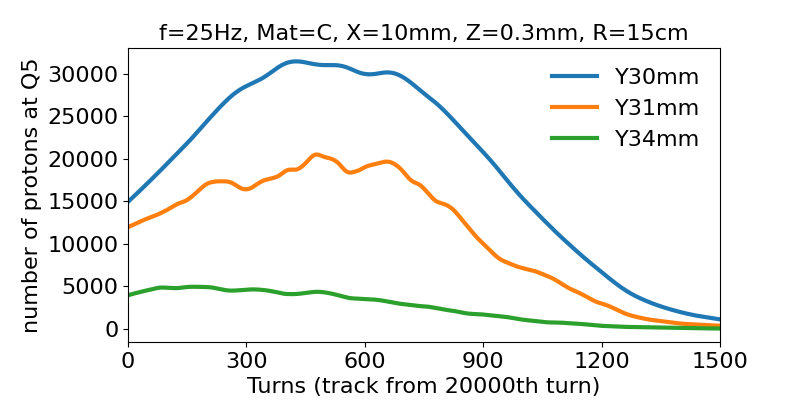 f=25Hz, Mat=C, X=10mm, Z=0.3mm, R=15cm
number of protons at Q5
30000
25000
20000
15000
10000
5000
0
Y30mm
Y31mm
Y34mm
0 300 600 900 1200 1500
Turns (track from 20000th turn)